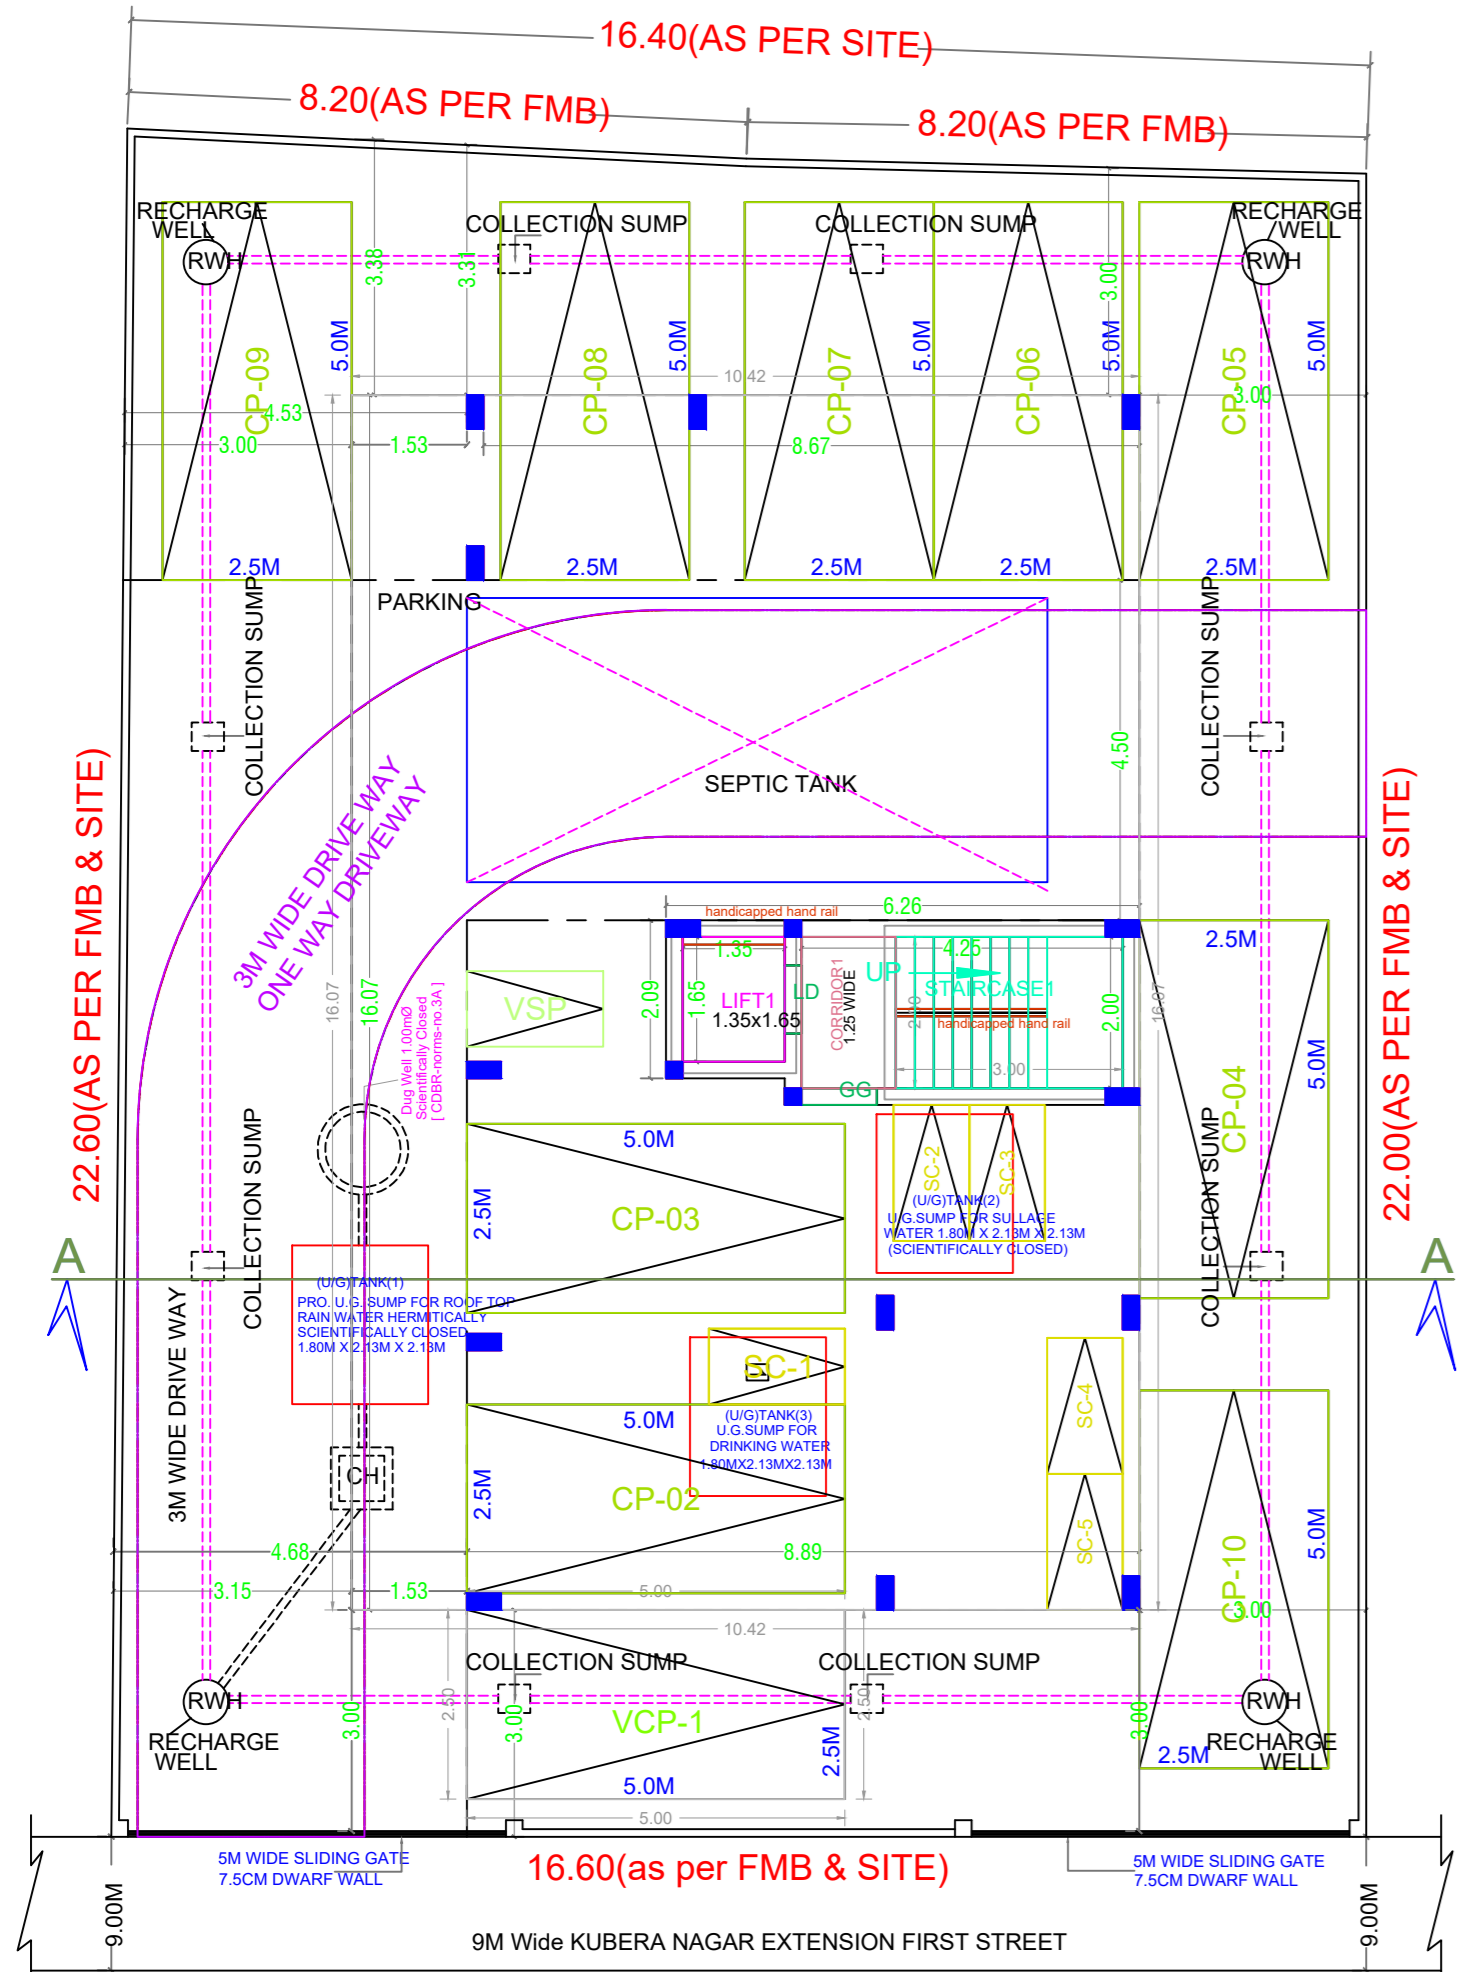 16.40(AS PER SITE)
8.20(AS PER FMB)
8.20(AS PER FMB)
RECHARGE
WELL
RWH
COLLECTION SUMP
COLLECTION SUMP
RECHARGE
WELL
RWH
3.38
3.31
3.00
5.0M
5.0M
5.0M
5.0M
5.0M
CP-09
CP-08
CP-07
CP-06
CP-05
10.42
3.00
4.53
3.00
1.53
8.67
2.5M
2.5M
2.5M
2.5M
2.5M
PARKING
COLLECTION SUMP
COLLECTION SUMP
4.50
SEPTIC TANK
22.60(AS PER FMB & SITE)
22.00(AS PER FMB & SITE)
3M WIDE DRIVE WAY
ONE WAY DRIVEWAY
16.07
16.07
16.07
handicapped hand rail
6.26
1.35
4.25
2.5M
VSP
2.09
1.65
LIFT1
1.35x1.65
LD
CORRIDOR1
1.25 WIDE
UP
STAIRCASE1
2.00
2.00
handicapped hand rail
3.00
GG
Dug Well 1.00mØ
Scientifically Closed
[ CDBR-norms-no.3A ]
5.0M
CP-04
COLLECTION SUMP
COLLECTION SUMP
5.0M
2.5M
CP-03
SC-2
SC-3
(U/G)TANK(2)
U.G.SUMP FOR SULLAGE
WATER 1.80M X 2.13M X 2.13M
(SCIENTIFICALLY CLOSED)
A
A
(U/G)TANK(1)
PRO. U.G. SUMP FOR ROOF TOP
RAIN WATER HERMITICALLY
SCIENTIFICALLY CLOSED
1.80M X 2.13M X 2.13M
3M WIDE DRIVE WAY
SC-1
SC-4
5.0M
(U/G)TANK(3)
U.G.SUMP FOR
DRINKING WATER
1.80MX2.13MX2.13M
2.5M
CP-02
CH
SC-5
5.0M
CP-10
4.68
8.89
3.15
1.53
5.00
3.00
10.42
COLLECTION SUMP
COLLECTION SUMP
RWH
RECHARGE
WELL
3.00
2.50
3.00
VCP-1
2.50
2.5M
3.00
RWH
RECHARGE
WELL
2.5M
5.0M
5.00
5M WIDE SLIDING GATE
7.5CM DWARF WALL
16.60(as per FMB & SITE)
5M WIDE SLIDING GATE
7.5CM DWARF WALL
9.00M
9M Wide KUBERA NAGAR EXTENSION FIRST STREET
9.00M